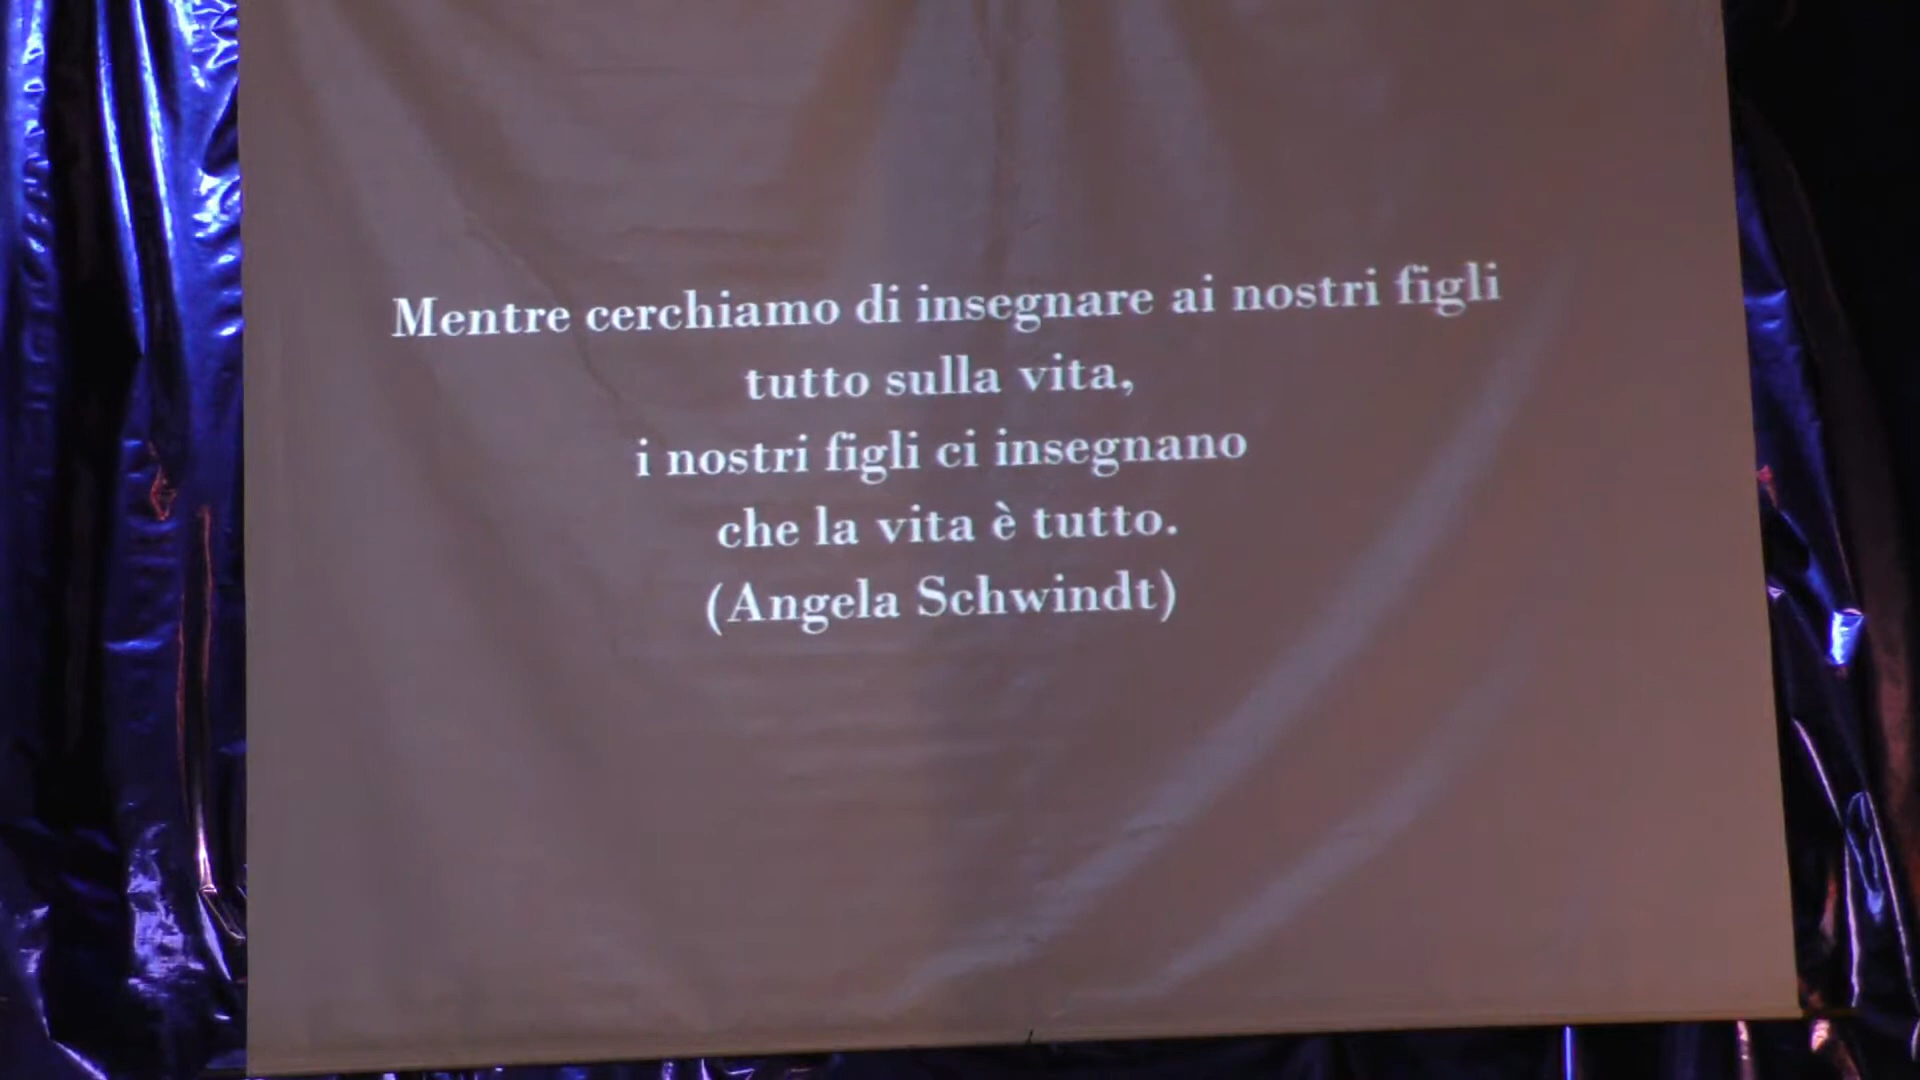 Mentre cerchiamo di insegnare ai nostri figli
tutto sulla vita,
i nostri figli ci insegnano
che la vita è tutto.
(Angela Schwindt)